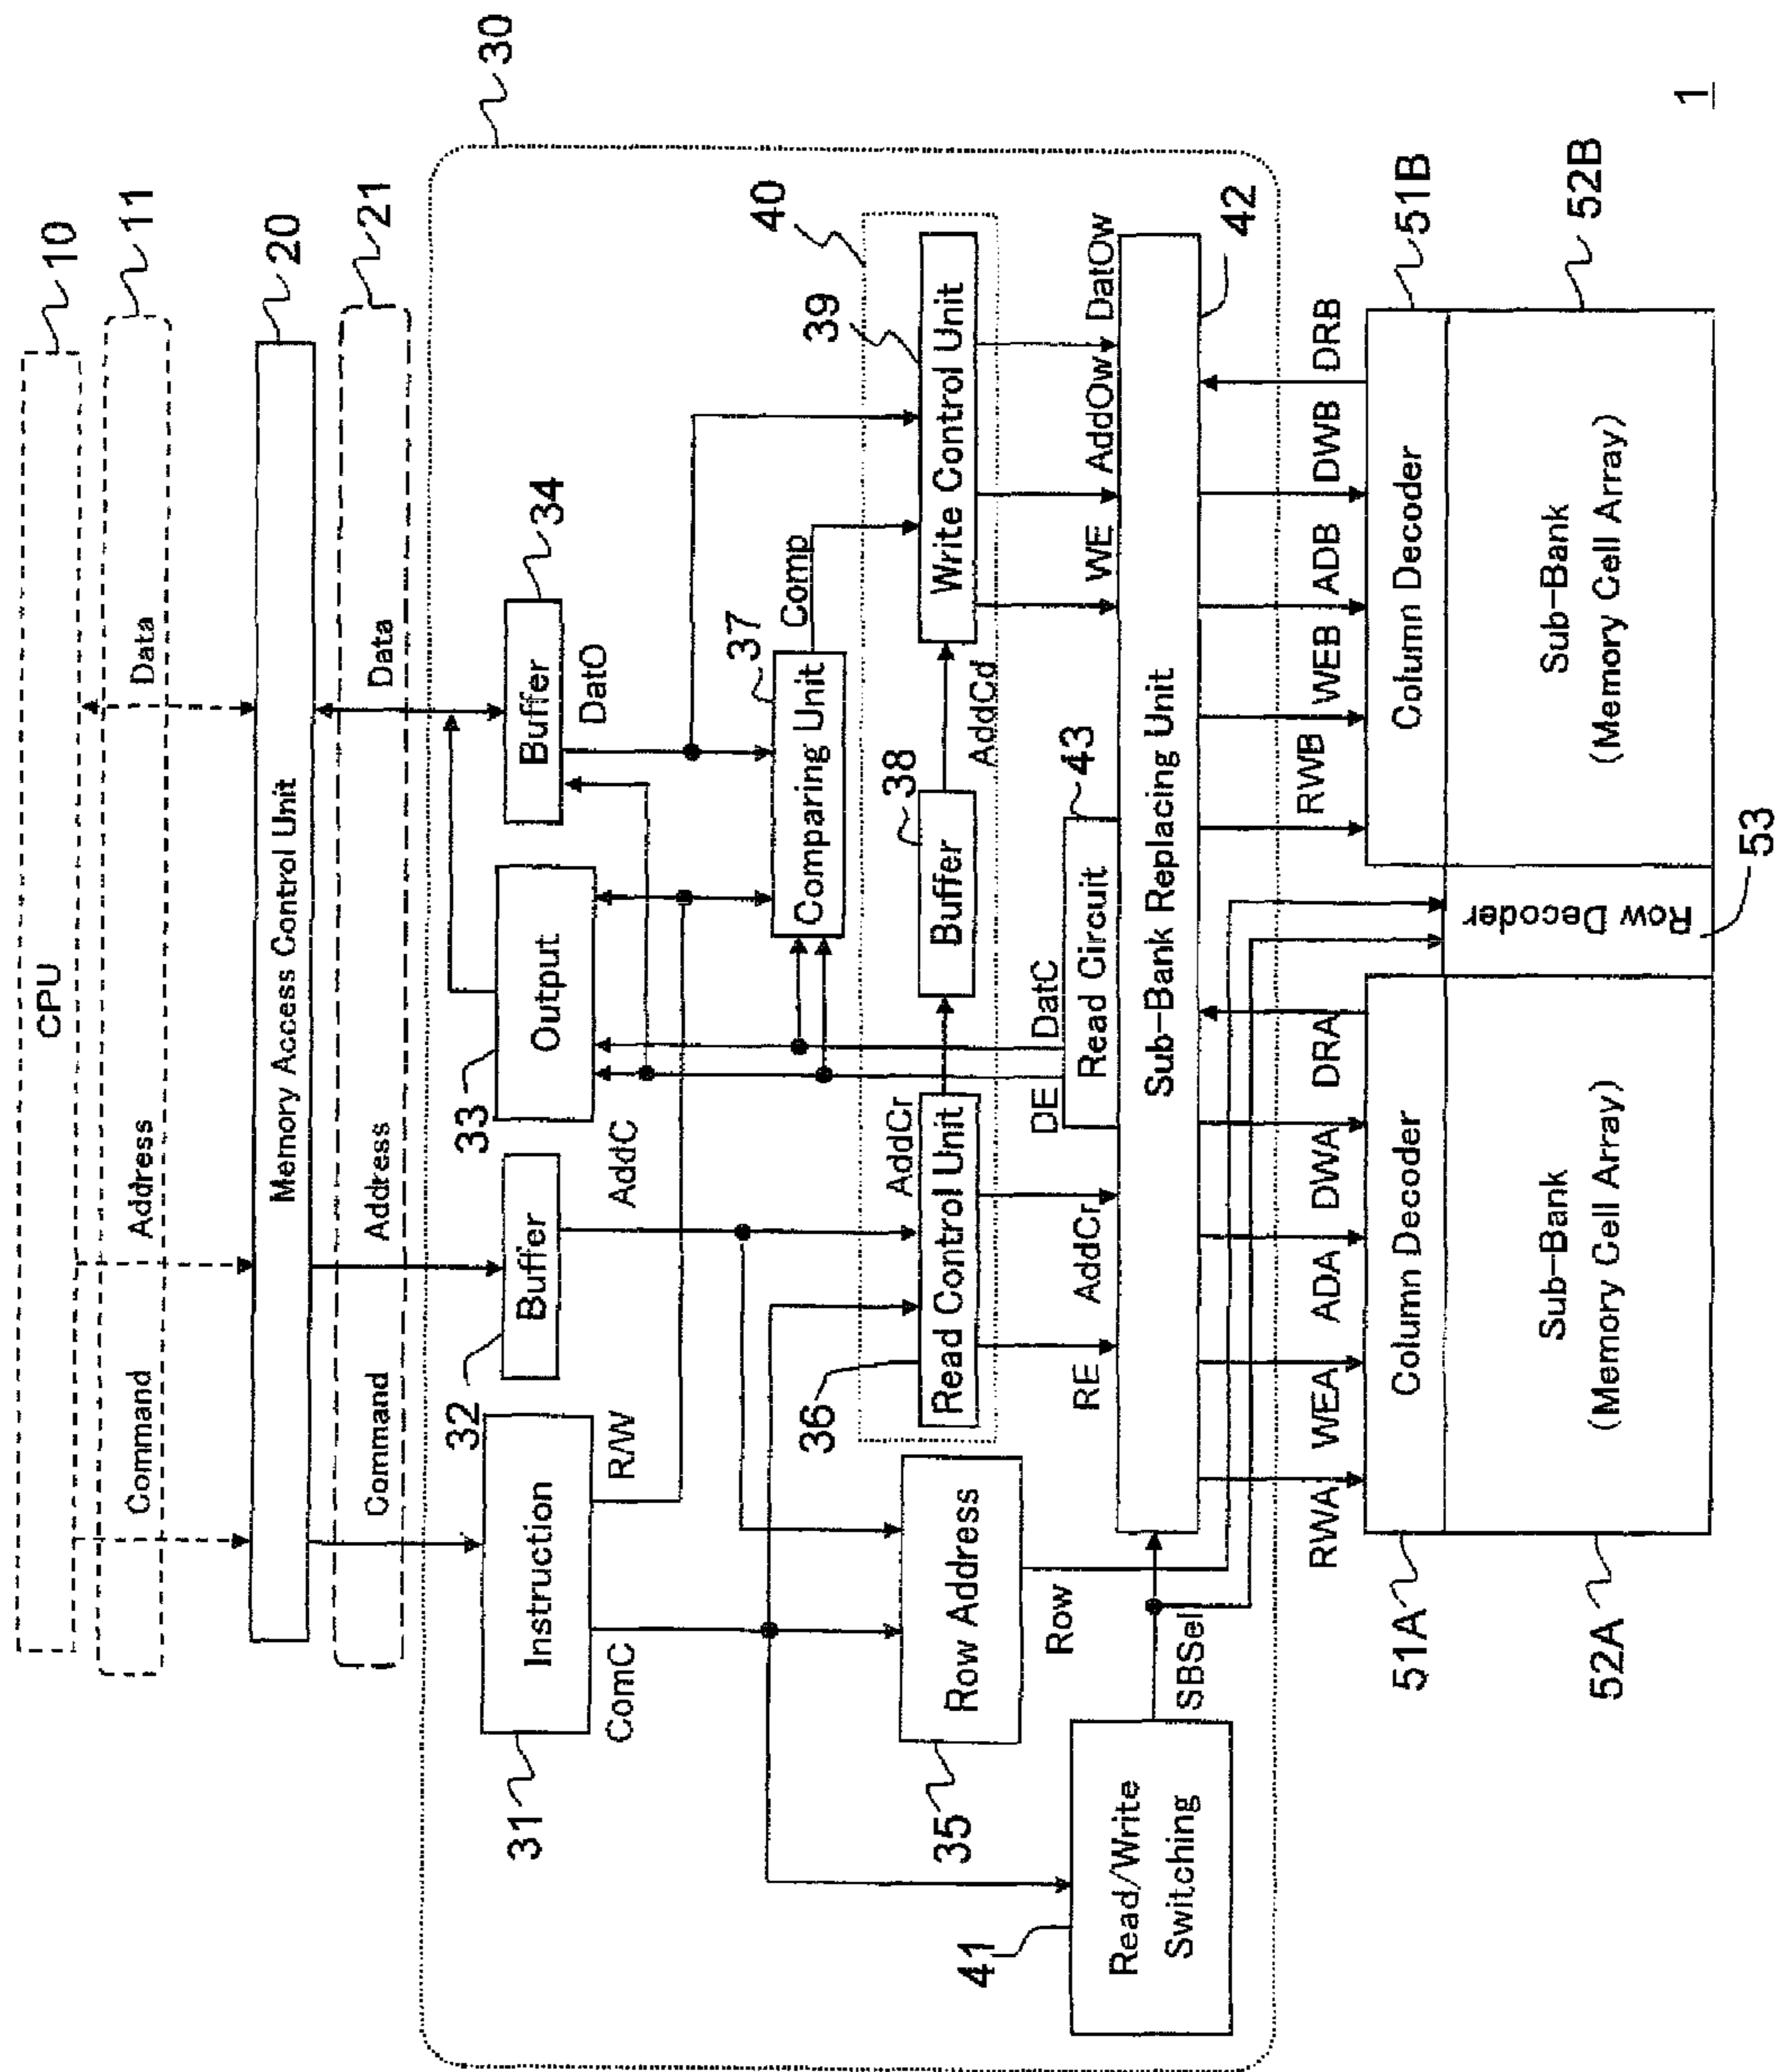 CPU
10
Command
Address
Data
11
Memory Access Control Unit
20
Command
Address
Data
21
30
Instruction
31
Buffer
32
Output
33
Buffer
34
ComC
R/W
AddC
DatO
Comparing Unit
37
Comp
Row Address
35
Read Control Unit
36
AddCr
Buffer
38
AddCd
Write Control Unit
39
40
Read/Write
Switching
41
SBSel
Row
RE
AddCr
DE
DatC
Read Circuit
43
WE
AddOw
DatOw
Sub-Bank Replacing Unit
42
RWA
WEA
ADA
DWA
DRA
RWB
WEB
ADB
DWB
DRB
51A
Column Decoder
Column Decoder
51B
52A
Sub-Bank
(Memory Cell Array)
Row Decoder
53
Sub-Bank
(Memory Cell Array)
52B
1